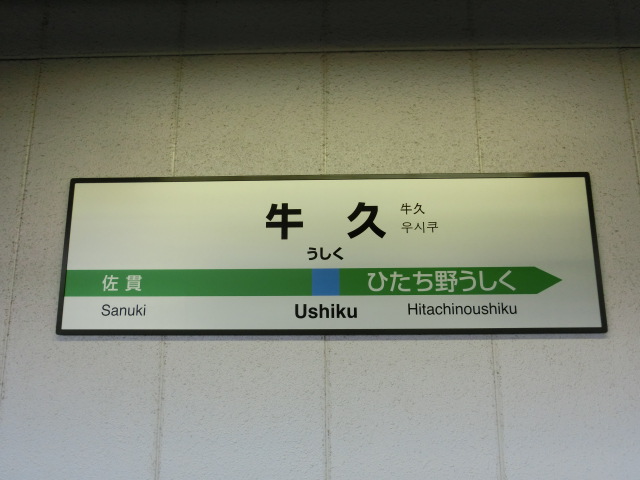 牛久
牛久
우시쿠
うしく
佐貫
ひたち野うしく
Sanuki
Ushiku
Hitachinoushiku